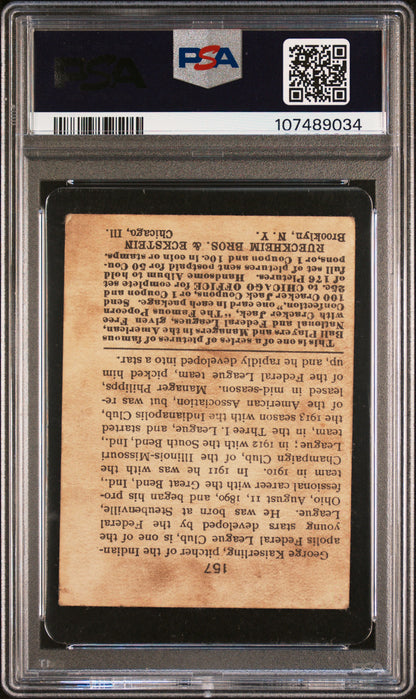 PSA
PSA
107489034
157
George Kaiserling, pitcher of the Indian-
apolis Federal League Club, is one of the
young stars developed by the Federal
League. He was born at Steubenville,
Ohio, August 11, 1890, and began his pro-
fessional career with the Great Bend, Ind.,
team in 1910. In 1911 he was with the
Champaign Club of the Illinois-Missouri
League; in 1912 with the South Bend, Ind.,
team, in the Three I. League, and started
the 1913 season with the Indianapolis Club,
of the American Association, but was re-
leased in mid-season. Manager Philipps,
of the Federal League team, picked him
up, and he rapidly developed into a star.
This is one of a series of pictures of famous
Ball Players and Managers in the American,
National and Federal Leagues, given Free
with Cracker Jack, "The Famous Popcorn
Confection," one card in each package. Send
100 Cracker Jack Coupons, or 1 Coupon and
25c. to CHICAGO OFFICE for complete set
of 176 Pictures. Handsome Album to hold
full set of pictures sent postpaid for 50 Cou-
pons or 1 Coupon and 10c. in coin or stamps.
RUECKHEIM BROS. & ECKSTEIN
Brooklyn, N. Y. Chicago, Ill.